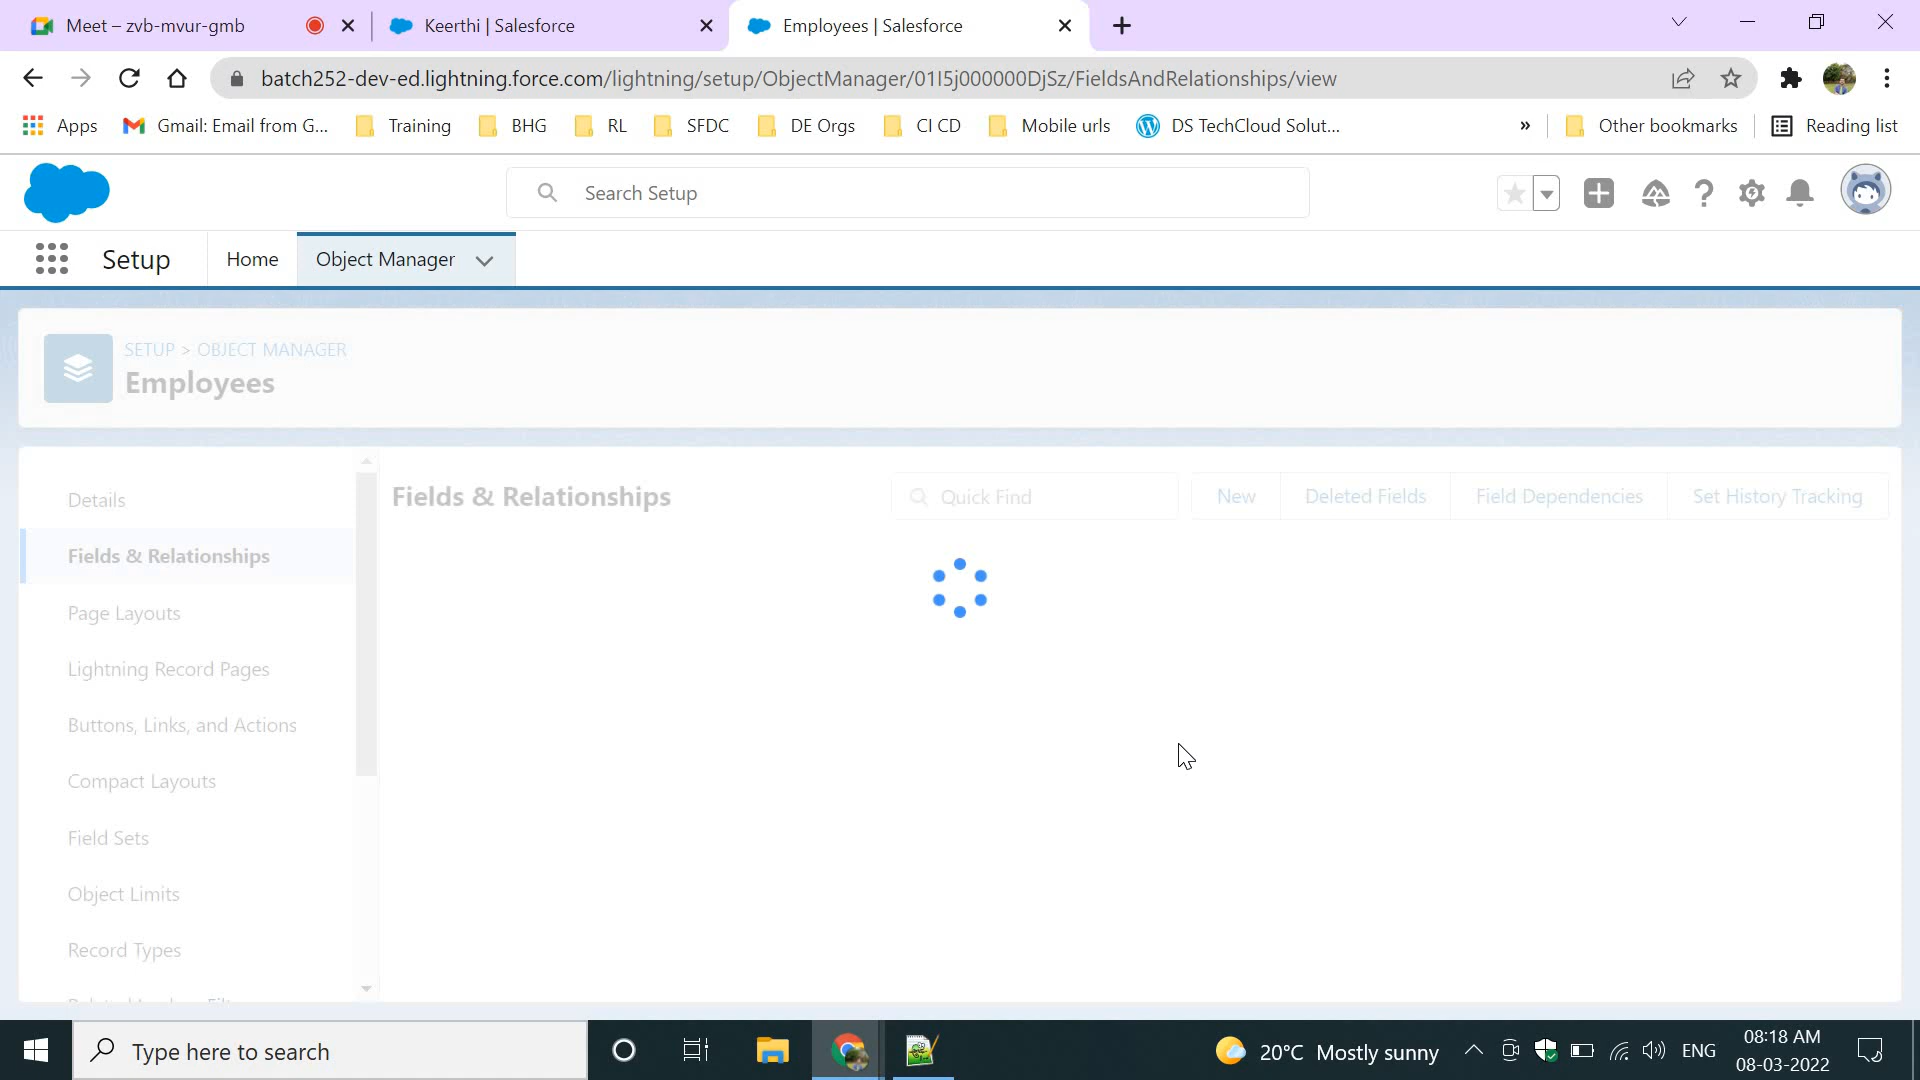 Meet – zvb-mvur-gmb
Keerthi | Salesforce
Employees | Salesforce
batch252-dev-ed.lightning.force.com/lightning/setup/ObjectManager/01I5j000000DjSz/FieldsAndRelationships/view
Apps
Gmail: Email from G...
Training
BHG
RL
SFDC
DE Orgs
CI CD
Mobile urls
DS TechCloud Solut...
»
Other bookmarks
Reading list
Search Setup
Setup
Home
Object Manager
SETUP > OBJECT MANAGER
Employees
Details
Fields & Relationships
Page Layouts
Lightning Record Pages
Buttons, Links, and Actions
Compact Layouts
Field Sets
Object Limits
Record Types
Fields & Relationships
Quick Find
New
Deleted Fields
Field Dependencies
Set History Tracking
Type here to search
20°C Mostly sunny
ENG
08:18 AM
08-03-2022